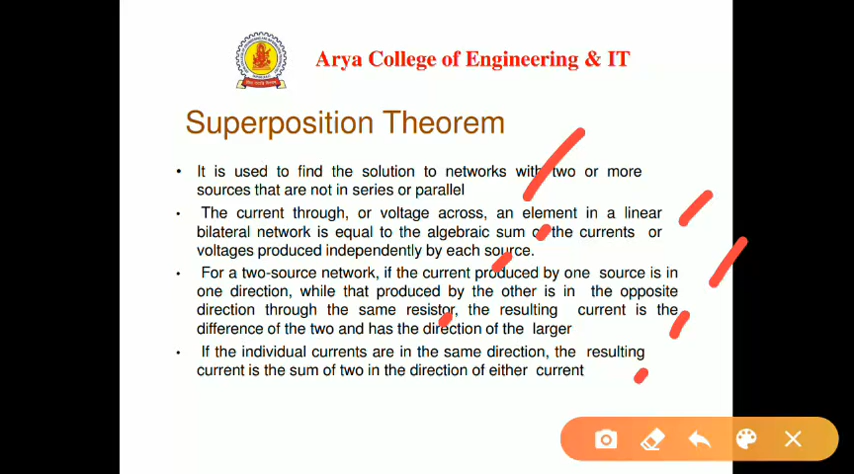 Arya College of Engineering & IT
Superposition Theorem
• It is used to find the solution to networks with two or more
sources that are not in series or parallel
• The current through, or voltage across, an element in a linear
bilateral network is equal to the algebraic sum of the currents or
voltages produced independently by each source.
• For a two-source network, if the current produced by one source is in
one direction, while that produced by the other is in the opposite
direction through the same resistor, the resulting current is the
difference of the two and has the direction of the larger
• If the individual currents are in the same direction, the resulting
current is the sum of two in the direction of either current